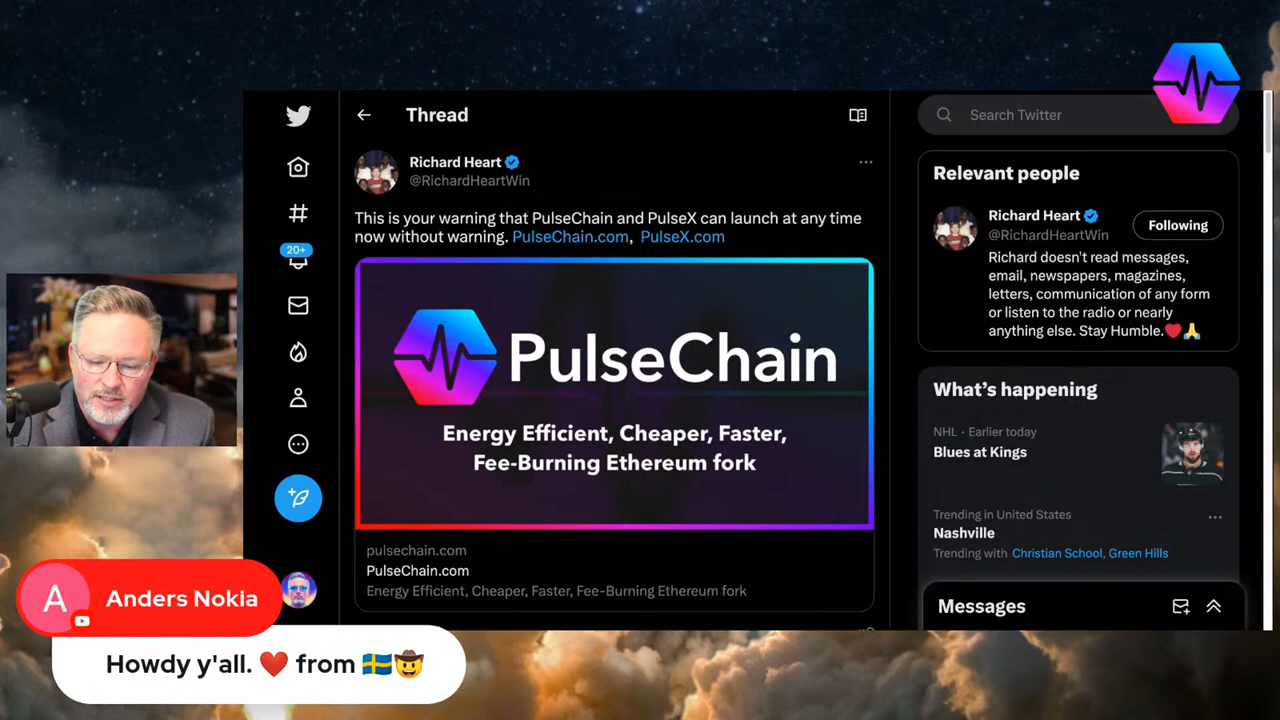 Thread
Search Twitter
Richard Heart
@RichardHeartWin
This is your warning that PulseChain and PulseX can launch at any time
now without warning. PulseChain.com, PulseX.com
PulseChain
Energy Efficient, Cheaper, Faster,
Fee-Burning Ethereum fork
pulsechain.com
PulseChain.com
Energy Efficient, Cheaper, Faster, Fee-Burning Ethereum fork
20+
Relevant people
Richard Heart
@RichardHeartWin
Following
Richard doesn't read messages,
email, newspapers, magazines,
letters, communication of any form
or listen to the radio or nearly
anything else. Stay Humble.❤️🙏
What's happening
NHL · Earlier today
Blues at Kings
Trending in United States
Nashville
Trending with Christian School, Green Hills
Messages
A
Anders Nokia
Howdy y'all. ❤️ from 🇸🇪🤠